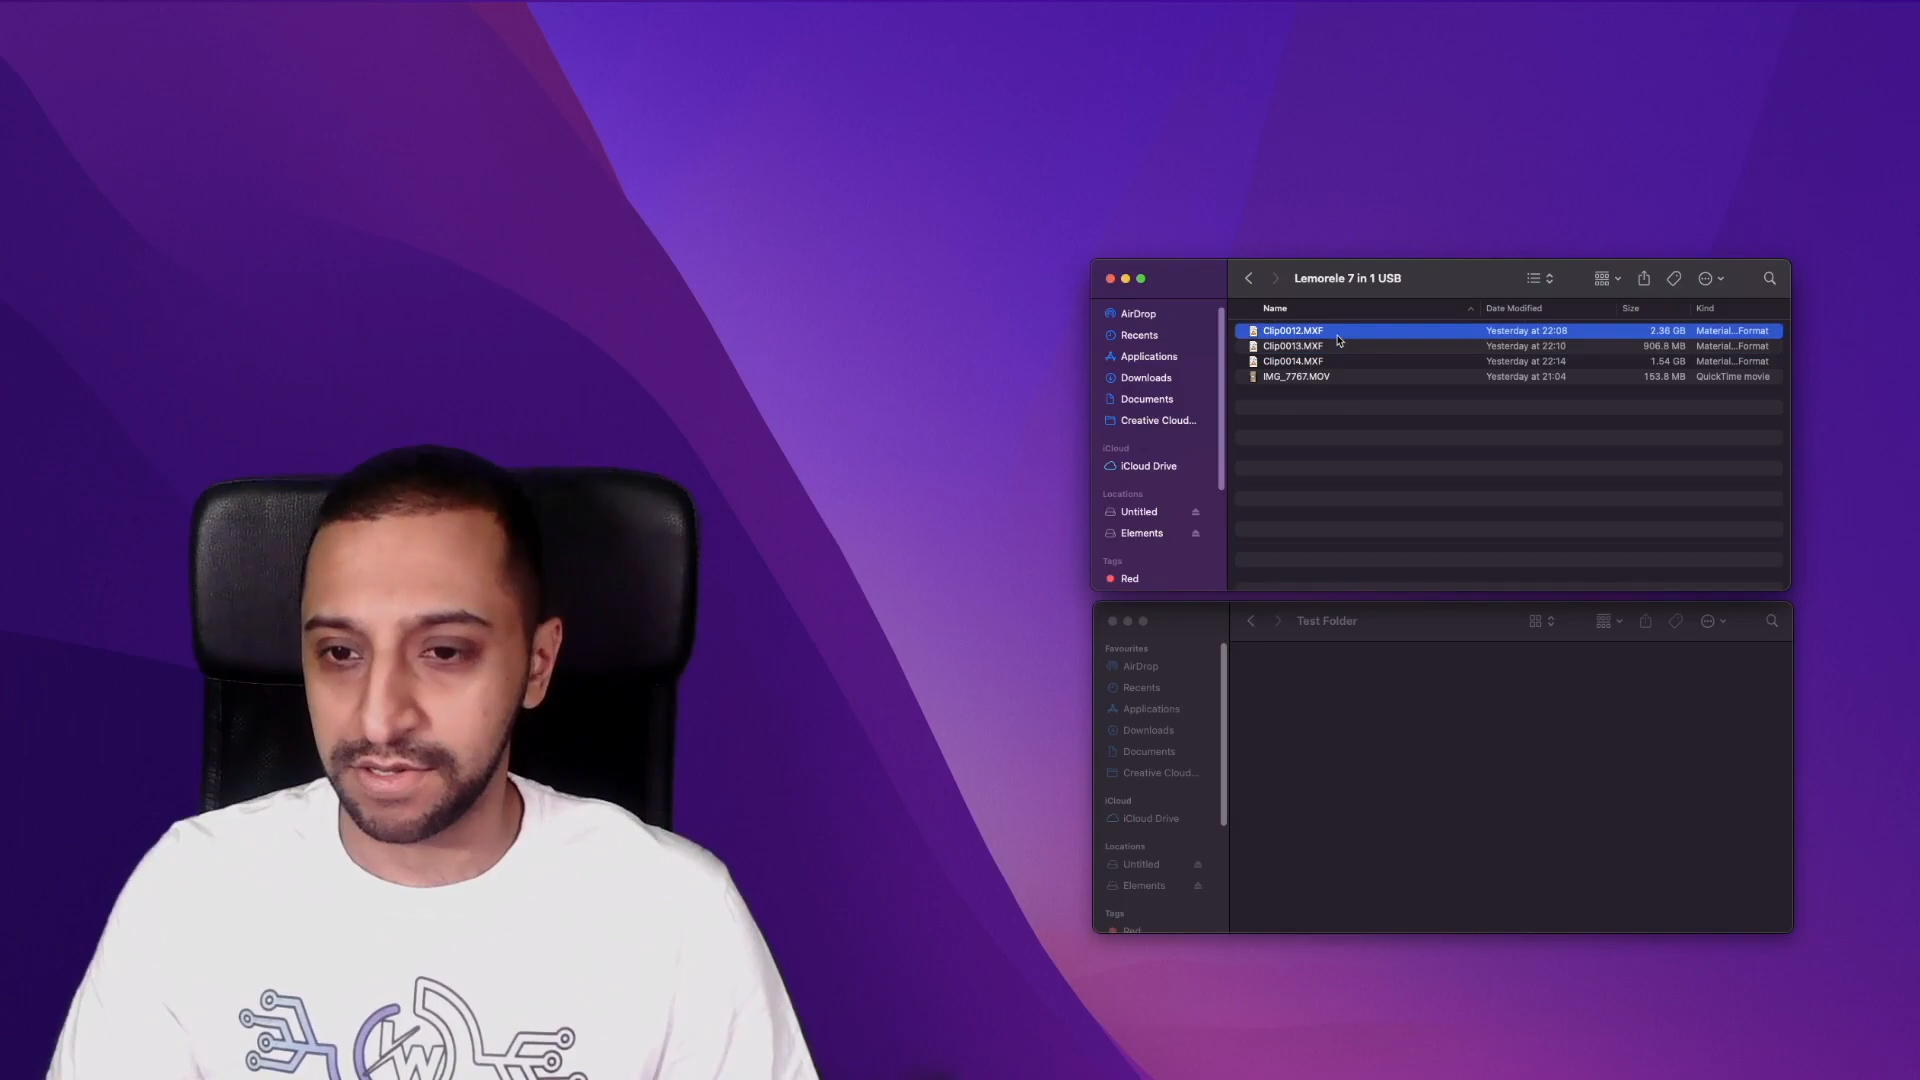 Lemorele 7 in 1 USB
Name Date Modified Size Kind
AirDrop
Recents
Applications
Downloads
Documents
Creative Cloud...
iCloud
iCloud Drive
Locations
Untitled
Elements
Tags
Red
Clip0012.MXF Yesterday at 22:08 2.36 GB Material...Format
Clip0013.MXF Yesterday at 22:10 906.8 MB Material...Format
Clip0014.MXF Yesterday at 22:14 1.54 GB Material...Format
IMG_7767.MOV Yesterday at 21:04 153.8 MB QuickTime movie
Test Folder
Favourites
AirDrop
Recents
Applications
Downloads
Documents
Creative Cloud...
iCloud
iCloud Drive
Locations
Untitled
Elements
Tags
Red
W